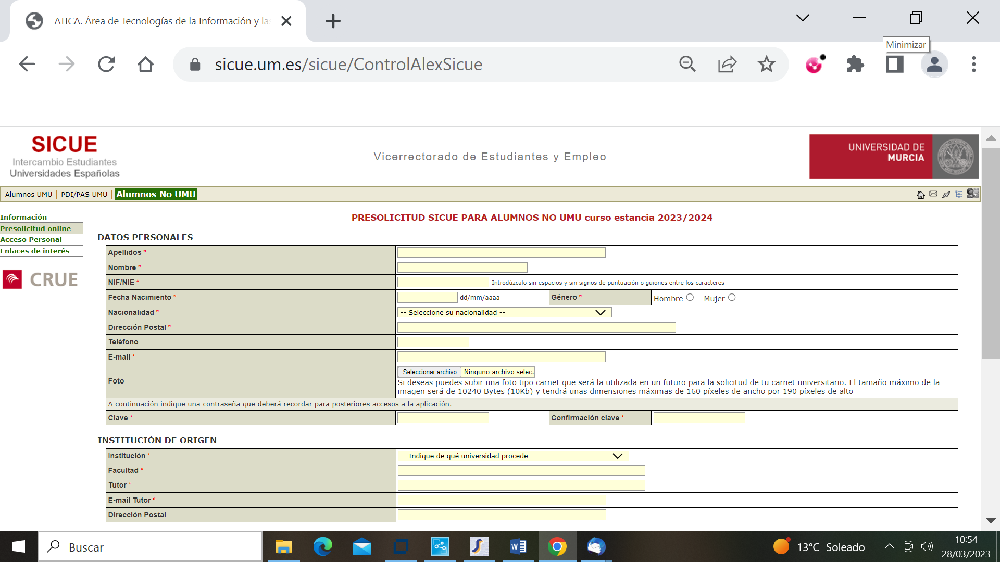 ATICA. Área de Tecnologías de la Información y las
Minimizar
sicue.um.es/sicue/ControlAlexSicue
SICUE
Intercambio Estudiantes
Universidades Españolas
Vicerrectorado de Estudiantes y Empleo
UNIVERSIDAD DE
MURCIA
Alumnos UMU | PDI/PAS UMU | Alumnos No UMU
Información
Presolicitud online
Acceso Personal
Enlaces de interés
CRUE
PRESOLICITUD SICUE PARA ALUMNOS NO UMU curso estancia 2023/2024
DATOS PERSONALES
Apellidos *
Nombre *
NIF/NIE * Introdúzcalo sin espacios y sin signos de puntuación o guiones entre los caracteres
Fecha Nacimiento * dd/mm/aaaa Género * Hombre Mujer
Nacionalidad * -- Seleccione su nacionalidad --
Dirección Postal *
Teléfono
E-mail *
Foto Seleccionar archivo Ninguno archivo selec.
Si deseas puedes subir una foto tipo carnet que será la utilizada en un futuro para la solicitud de tu carnet universitario. El tamaño máximo de la
imagen será de 10240 Bytes (10Kb) y tendrá unas dimensiones máximas de 160 píxeles de ancho por 190 píxeles de alto
A continuación indique una contraseña que deberá recordar para posteriores accesos a la aplicación.
Clave * Confirmación clave *
INSTITUCIÓN DE ORIGEN
Institución * -- Indique de qué universidad procede --
Facultad *
Tutor *
E-mail Tutor *
Dirección Postal
Buscar
13°C Soleado
10:54
28/03/2023